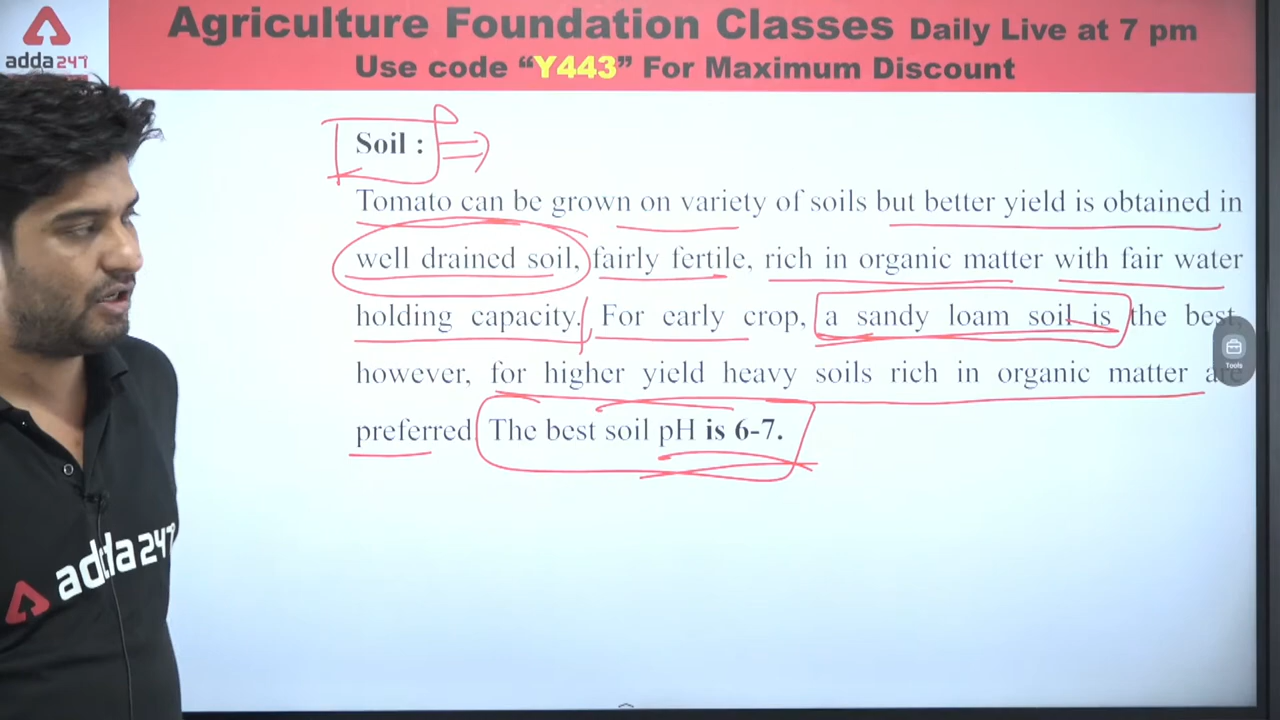 Agriculture Foundation Classes Daily Live at 7 pm
adda247
Use code “Y443” For Maximum Discount
Soil :
Tomato can be grown on variety of soils but better yield is obtained in
well drained soil, fairly fertile, rich in organic matter with fair water
holding capacity. For early crop, a sandy loam soil is the best,
however, for higher yield heavy soils rich in organic matter are
preferred The best soil pH is 6-7.
Tools
adda247